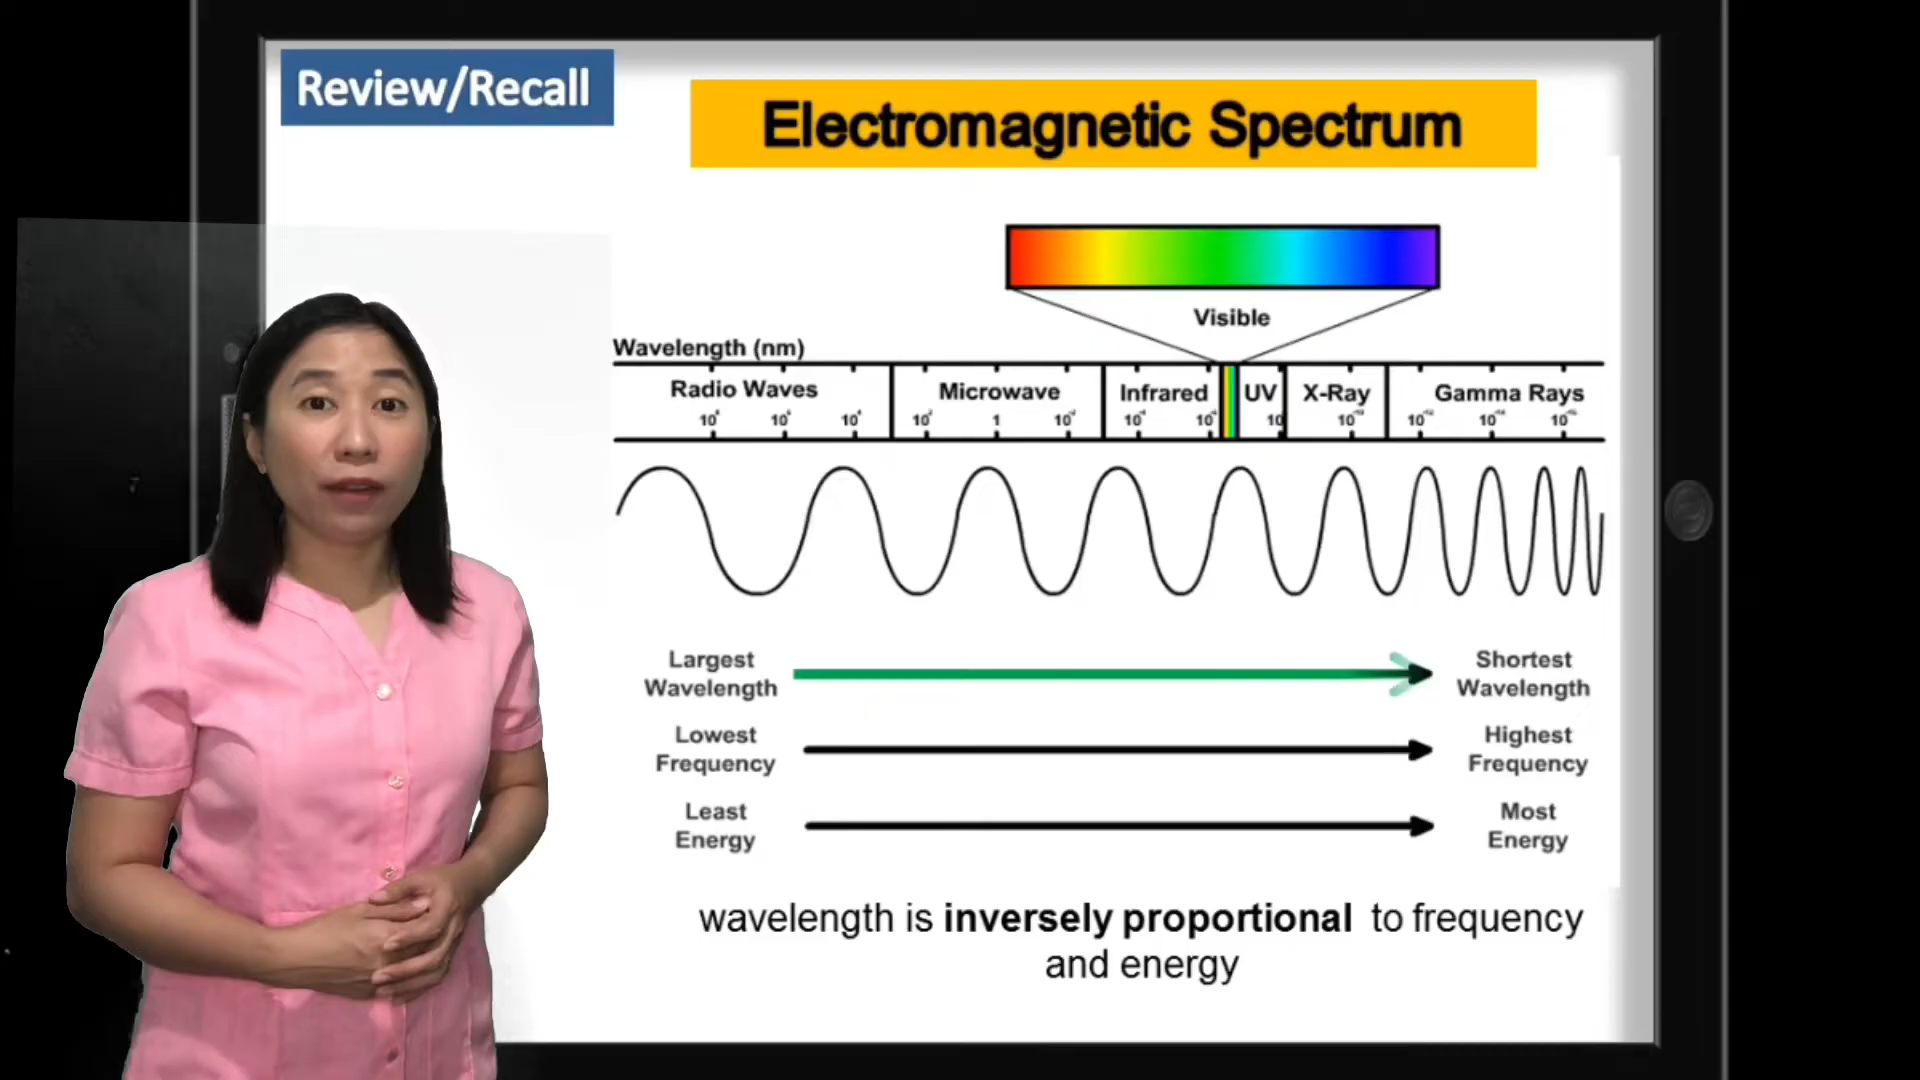 Review/Recall
Electromagnetic Spectrum
Visible
Wavelength (nm)
Radio Waves Microwave Infrared UV X-Ray Gamma Rays
1
Largest Wavelength
Shortest Wavelength
Lowest Frequency
Highest Frequency
Least Energy
Most Energy
wavelength is inversely proportional to frequency
and energy